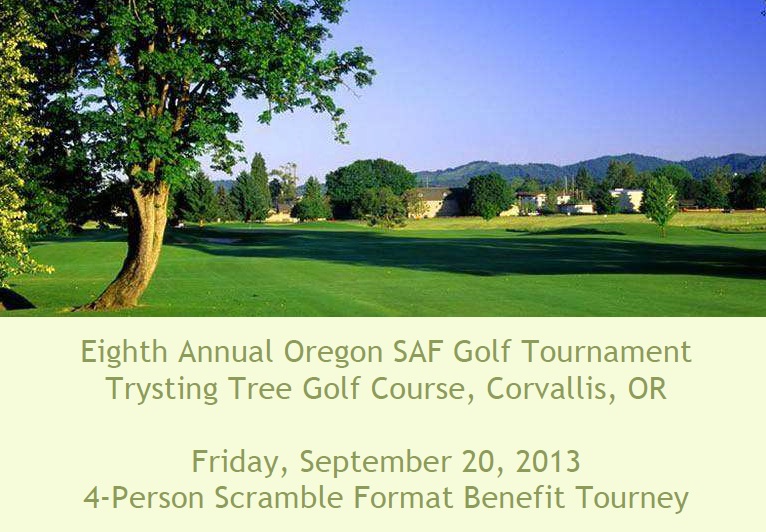 Eighth Annual Oregon SAF Golf Tournament
Trysting Tree Golf Course, Corvallis, OR
Friday, September 20, 2013
4-Person Scramble Format Benefit Tourney